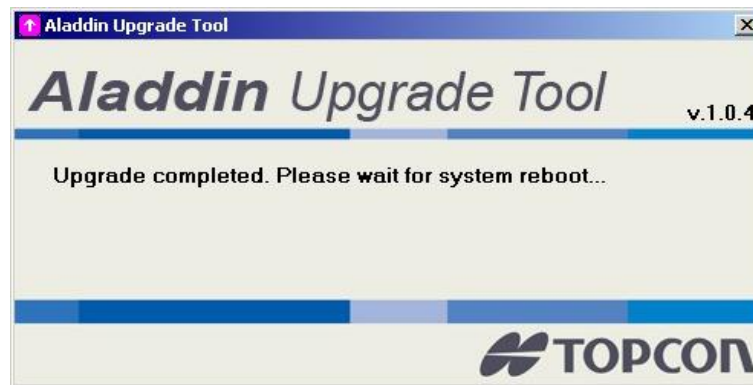 Aladdin Upgrade Tool
Aladdin Upgrade Tool
v.1.0.4
Upgrade completed. Please wait for system reboot...
TOPCON